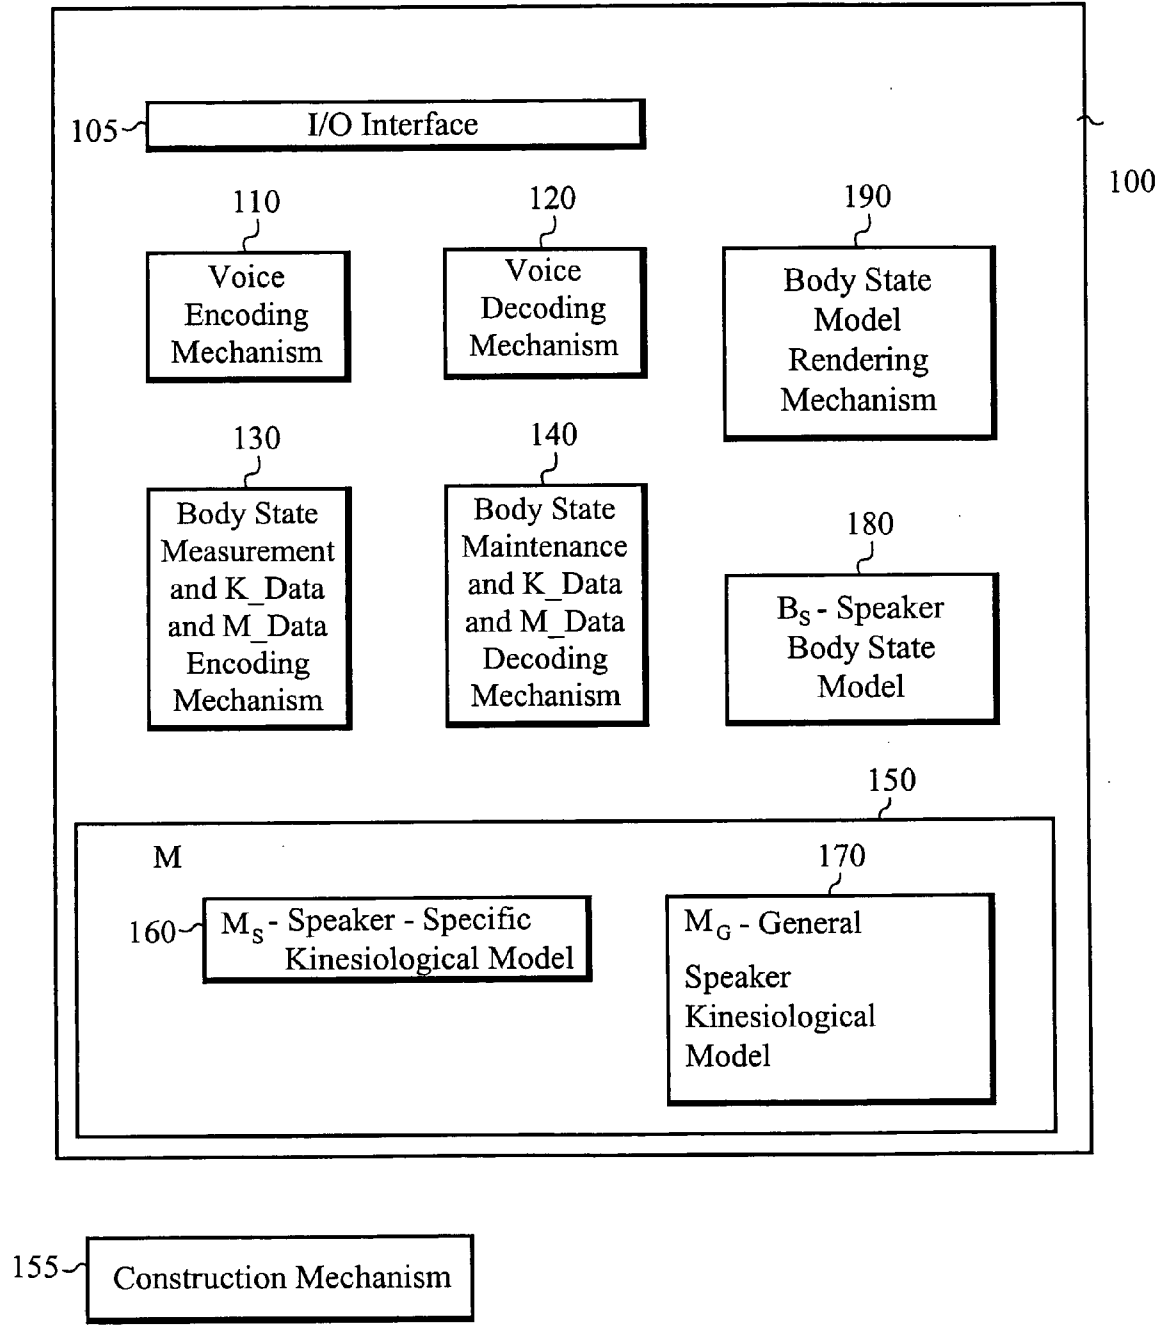 105
I/O Interface
100
110
Voice
Encoding
Mechanism
120
Voice
Decoding
Mechanism
190
Body State
Model
Rendering
Mechanism
130
Body State
Measurement
and K_Data
and M_Data
Encoding
Mechanism
140
Body State
Maintenance
and K_Data
and M_Data
Decoding
Mechanism
180
BS - Speaker
Body State
Model
150
M
160
MS - Speaker - Specific
Kinesiological Model
170
MG - General
Speaker
Kinesiological
Model
155
Construction Mechanism